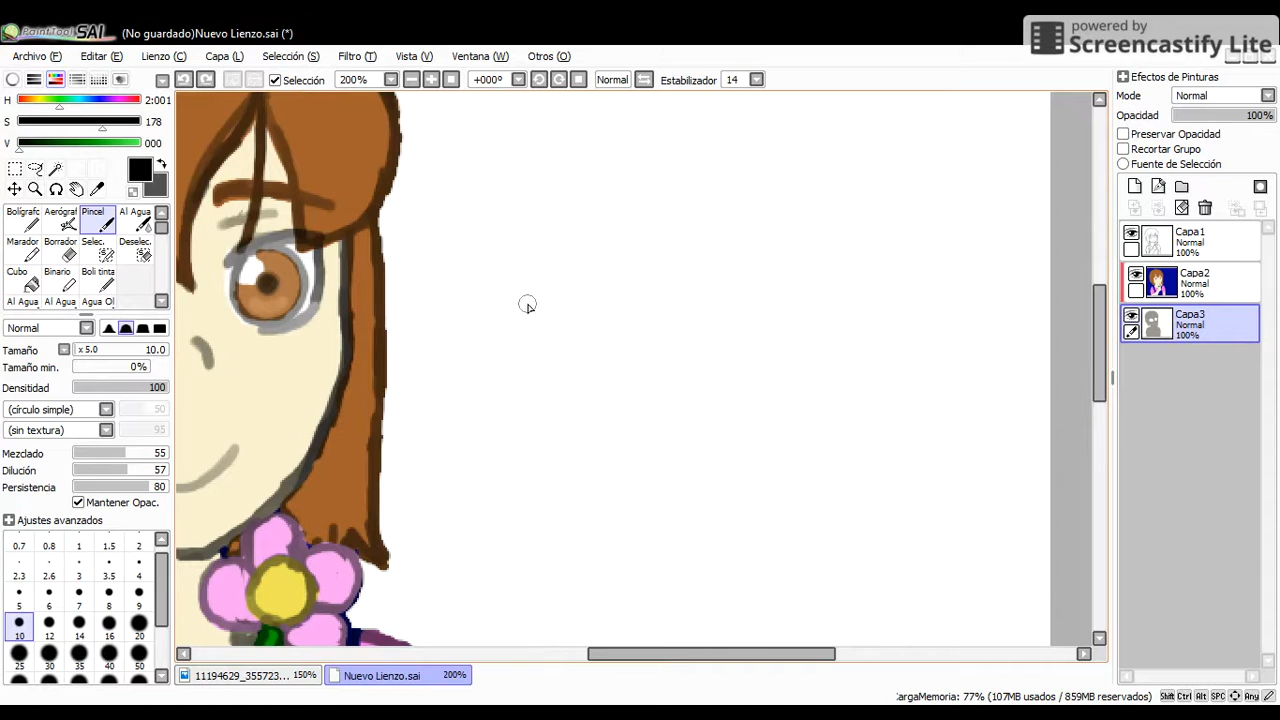 PaintTool SAI (No guardado)Nuevo Lienzo.sai (*)
powered by
Screencastify Lite
Archivo (F) Editar (E) Lienzo (C) Capa (L) Selección (S) Filtro (T) Vista (V) Ventana (W) Otros (O)
Selección 200% +000º Normal Estabilizador 14
H 2:001
S 178
V 000
Bolígrafc Aerógraf Pincel Al Agua
Marador Borrador Selec. Deselec.
Cubo Binario Boli tinta
Al Agua Al Agua Agua Ol
Normal
Tamaño x 5.0 10.0
Tamaño min. 0%
Densidad 100
(círculo simple) 50
(sin textura) 95
Mezclado 55
Dilución 57
Persistencia 80
Mantener Opac.
Ajustes avanzados
0.7 0.8 1 1.5 2
2.3 2.6 3 3.5 4
5 6 7 8 9
10 12 14 16 20
25 30 35 40 50
11194629_355723... 150%
Nuevo Lienzo.sai 200%
Efectos de Pinturas
Mode Normal
Opacidad 100%
Preservar Opacidad
Recortar Grupo
Fuente de Selección
Capa1
Normal
100%
Capa2
Normal
100%
Capa3
Normal
100%
CargaMemoria: 77% (107MB usados / 859MB reservados) Shift Ctrl Alt SPC Any